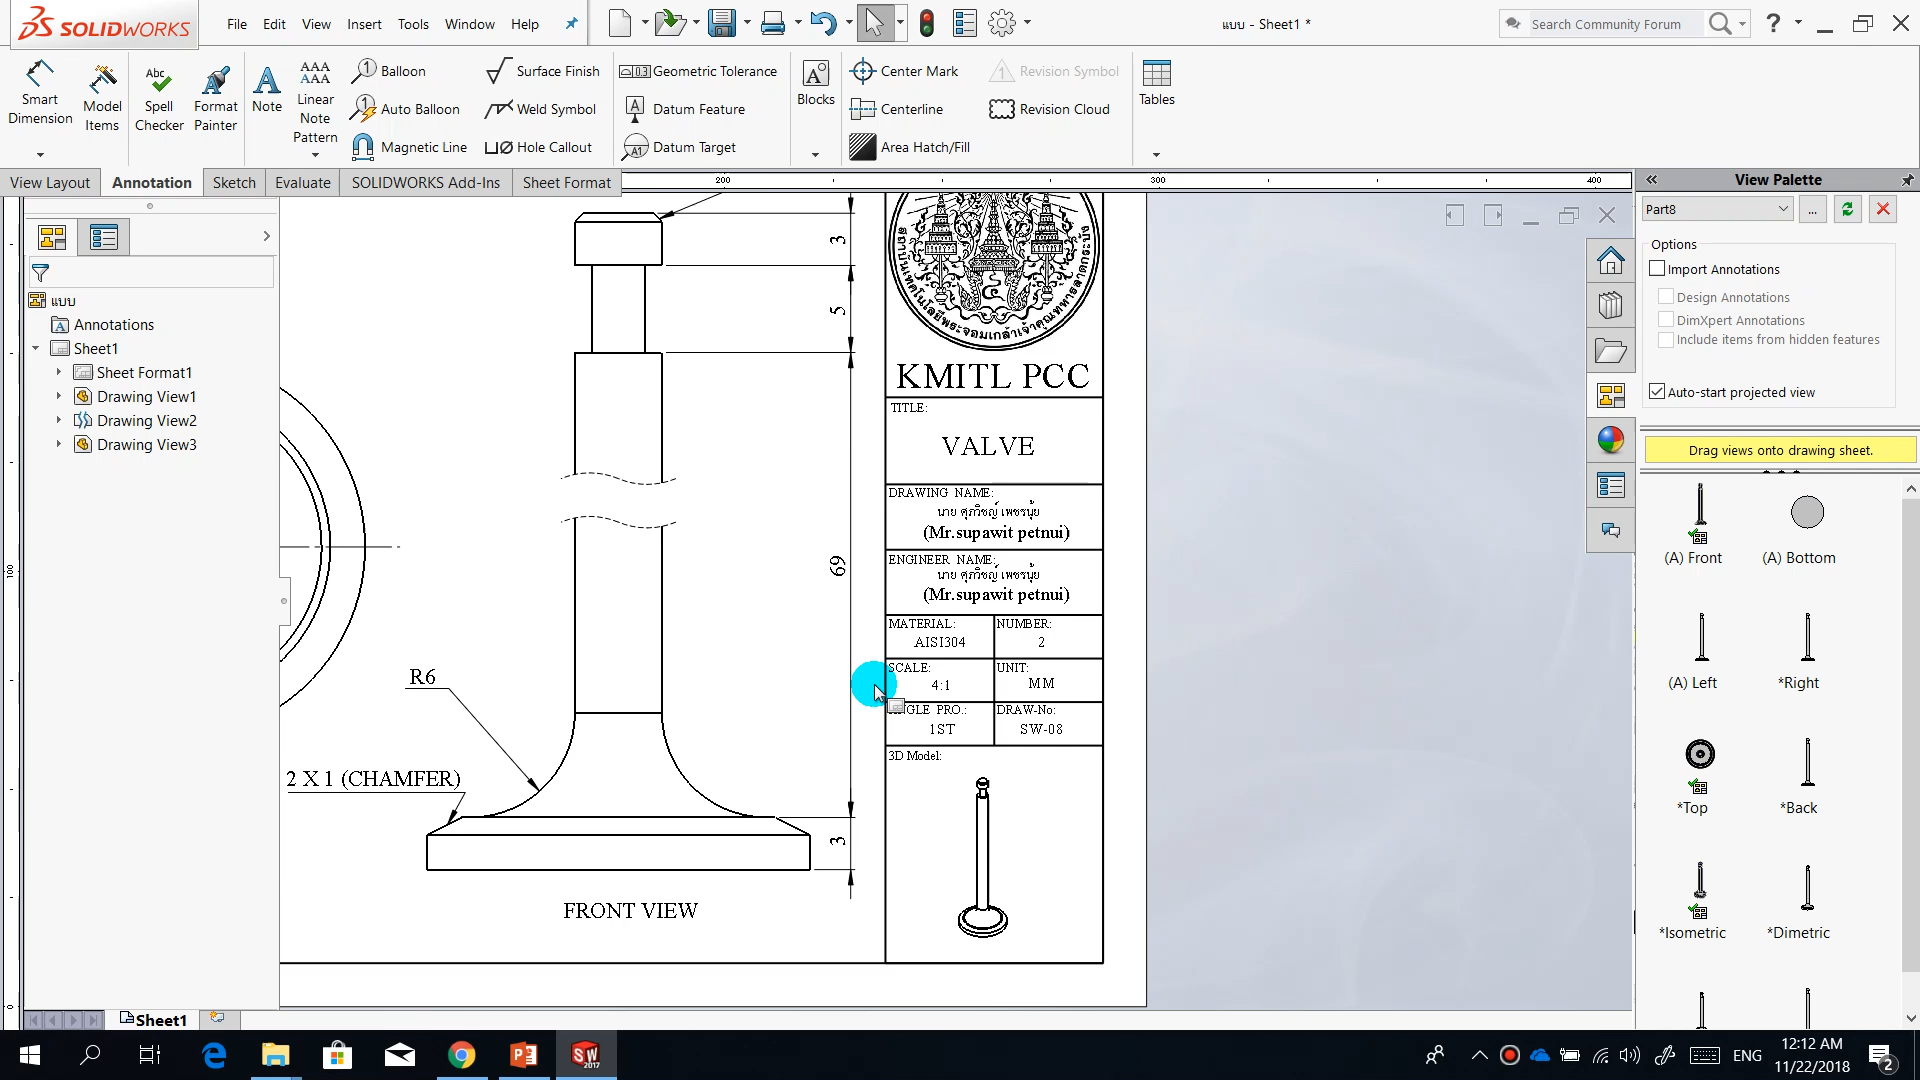 SOLIDWORKS
File Edit View Insert Tools Window Help
แบบ - Sheet1 *
Search Community Forum
Smart Dimension
Model Items
Spell Checker
Format Painter
Note
Linear Note Pattern
Balloon
Auto Balloon
Magnetic Line
Surface Finish
Weld Symbol
Hole Callout
Geometric Tolerance
Datum Feature
Datum Target
Blocks
Center Mark
Centerline
Area Hatch/Fill
Revision Symbol
Revision Cloud
Tables
View Layout Annotation Sketch Evaluate SOLIDWORKS Add-Ins Sheet Format
200 300 400
100
แบบ
Annotations
Sheet1
Sheet Format1
Drawing View1
Drawing View2
Drawing View3
3
5
69
3
R6
2 X 1 (CHAMFER)
FRONT VIEW
KMITL PCC
TITLE:
VALVE
DRAWING NAME:
นาย ศุภวิชญ์ เพชรนุ้ย
(Mr.supawit petnui)
ENGINEER NAME:
นาย ศุภวิชญ์ เพชรนุ้ย
(Mr.supawit petnui)
MATERIAL:
AISI304
NUMBER:
2
SCALE:
4:1
UNIT:
MM
NGLE PRO.:
1ST
DRAW-No:
SW-08
3D Model:
View Palette
Part8
...
Options
Import Annotations
Design Annotations
DimXpert Annotations
Include items from hidden features
Auto-start projected view
Drag views onto drawing sheet.
(A) Front
(A) Bottom
(A) Left
*Right
*Top
*Back
*Isometric
*Dimetric
Sheet1
ENG
12:12 AM
11/22/2018
2